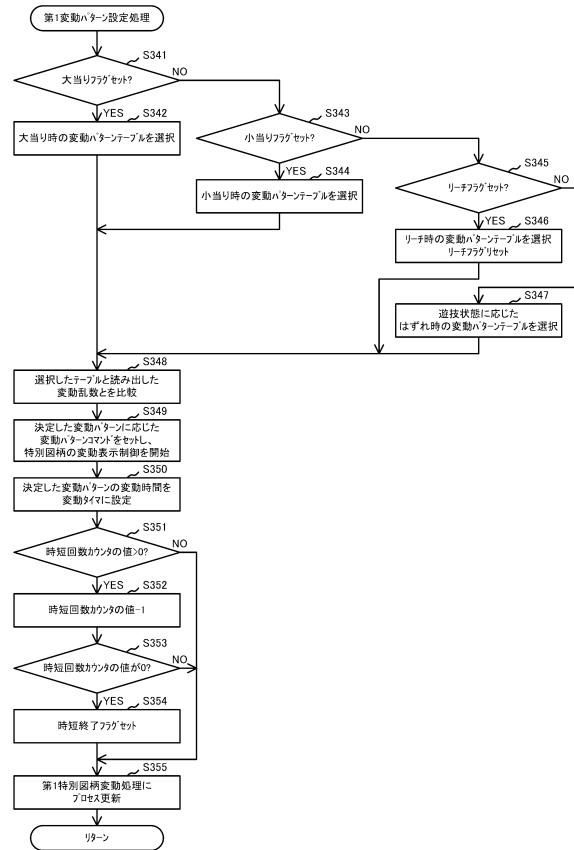 第1変動パターン設定処理
S341
大当りフラグセット?
NO
YES
S342
大当り時の変動パターンテーブルを選択
S343
小当りフラグセット?
NO
YES
S344
小当り時の変動パターンテーブルを選択
S345
リーチフラグセット?
NO
YES
S346
リーチ時の変動パターンテーブルを選択
リーチフラグリセット
S347
遊技状態に応じた
はずれ時の変動パターンテーブルを選択
S348
選択したテーブルと読み出した
変動乱数とを比較
S349
決定した変動パターンに応じた
変動パターンコマンドをセットし、
特別図柄の変動表示制御を開始
S350
決定した変動パターンの変動時間を
変動タイマに設定
S351
時短回数カウンタの値>0?
NO
YES
S352
時短回数カウンタの値-1
S353
時短回数カウンタの値が0?
NO
YES
S354
時短終了フラグセット
S355
第1特別図柄変動処理に
プロセス更新
リターン